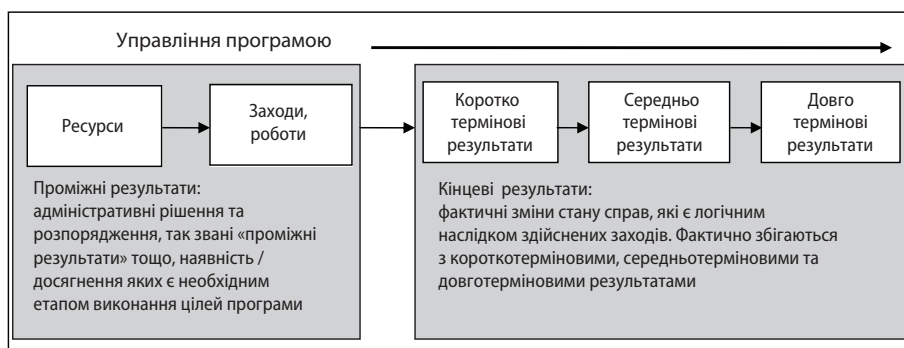 Управління програмою
Ресурси
Заходи,
роботи
Коротко
термінові
результати
Середньо
термінові
результати
Довго
термінові
результати
Проміжні результати:
адміністративні рішення та
розпорядження, так звані «проміжні
результати» тощо, наявність /
досягнення яких є необхідним
етапом виконання цілей програми
Кінцеві результати:
фактичні зміни стану справ, які є логічним
наслідком здійснених заходів. Фактично збігаються
з короткотерміновими, середньотерміновими та
довготерміновими результатами